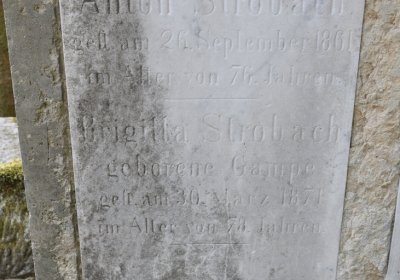 Anton Strobach
gest am 26. September 1861
im Alter von 76. Jahren.
Brigitta Strobach
geborene Gampe
gest. am 30. März 1871
im Alter von 78. Jahren.